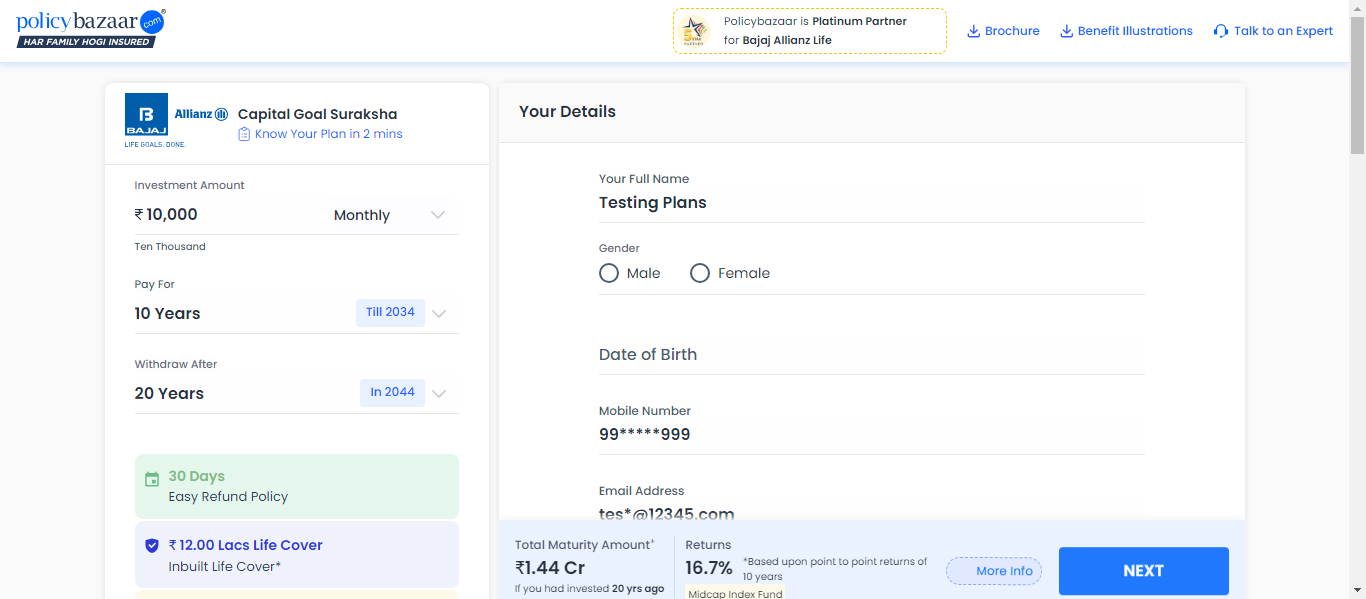 policybazaar.com
HAR FAMILY HOGI INSURED
Policybazaar is Platinum Partner
for Bajaj Allianz Life
Brochure
Benefit Illustrations
Talk to an Expert
B
BAJAJ
Allianz
LIFE GOALS. DONE.
Capital Goal Suraksha
Know Your Plan in 2 mins
Investment Amount
₹ 10,000 Monthly
Ten Thousand
Pay For
10 Years Till 2034
Withdraw After
20 Years In 2044
30 Days
Easy Refund Policy
₹ 12.00 Lacs Life Cover
Inbuilt Life Cover*
Your Details
Your Full Name
Testing Plans
Gender
Male Female
Date of Birth
Mobile Number
99*****999
Email Address
tes*@12345.com
Total Maturity Amount+
₹1.44 Cr
If you had invested 20 yrs ago
Returns
16.7% *Based upon point to point returns of
10 years
Midcap Index Fund
More Info
NEXT